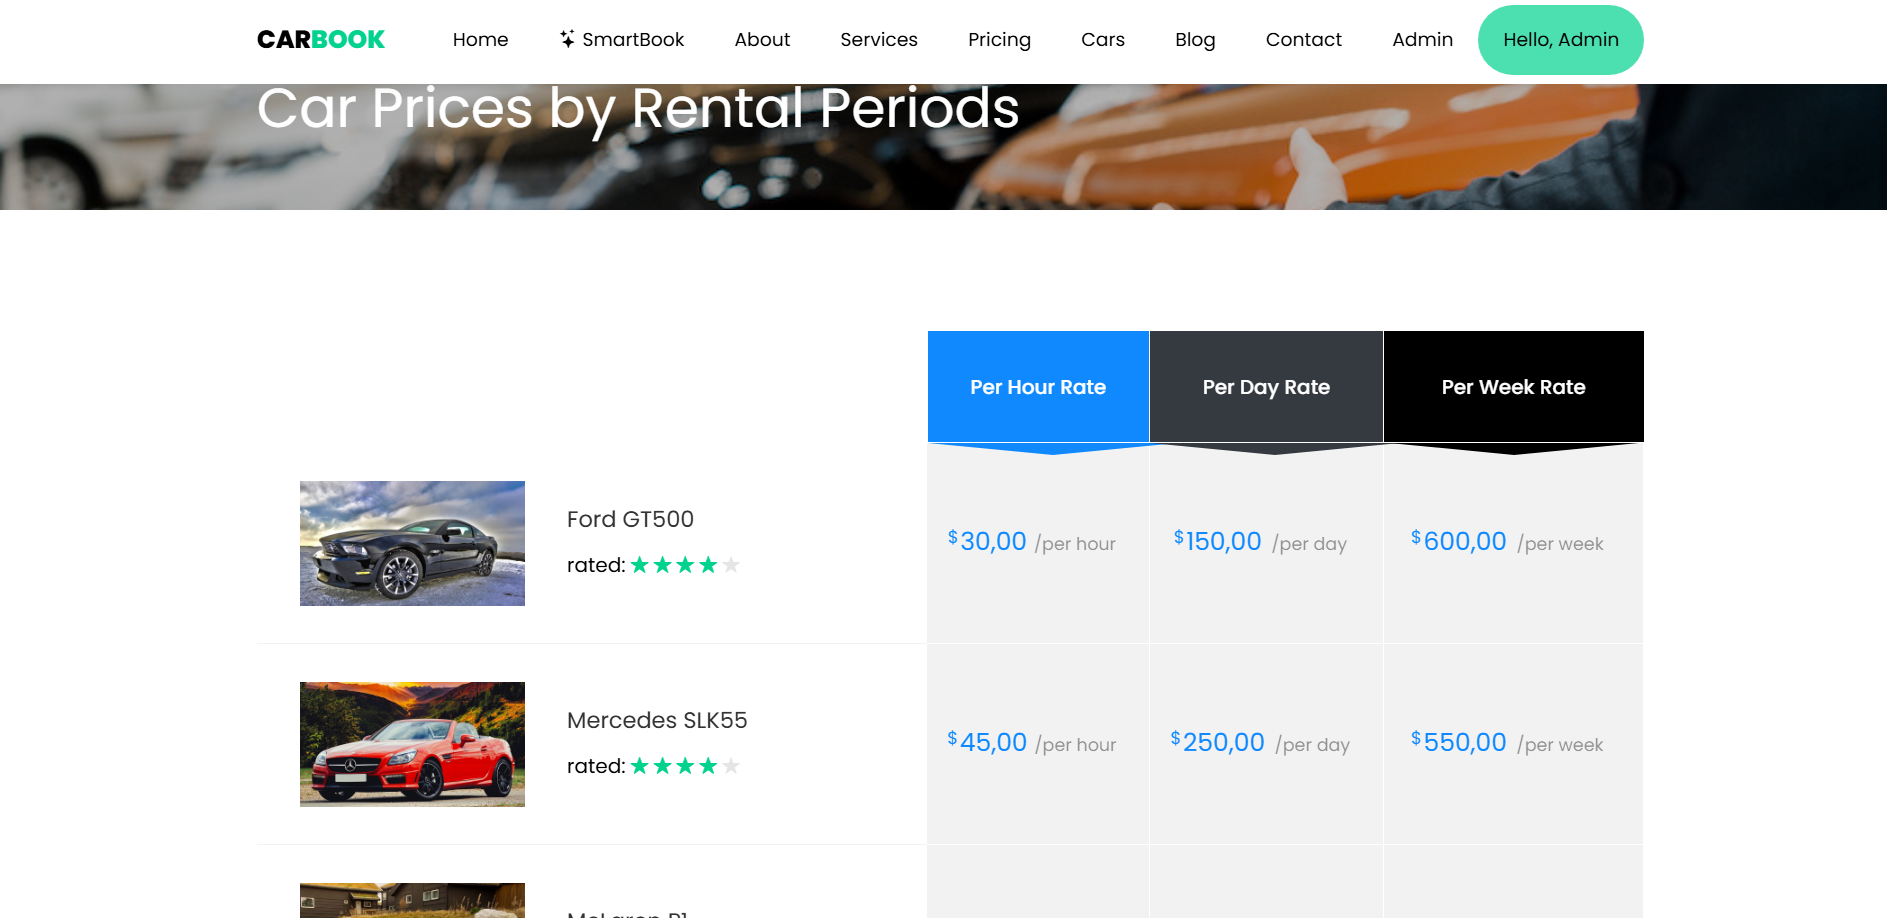 CARBOOK Home SmartBook About Services Pricing Cars Blog Contact Admin Hello, Admin
Car Prices by Rental Periods
Per Hour Rate Per Day Rate Per Week Rate
Ford GT500
rated:
$30,00 /per hour $150,00 /per day $600,00 /per week
Mercedes SLK55
rated:
$45,00 /per hour $250,00 /per day $550,00 /per week
McLaren P1